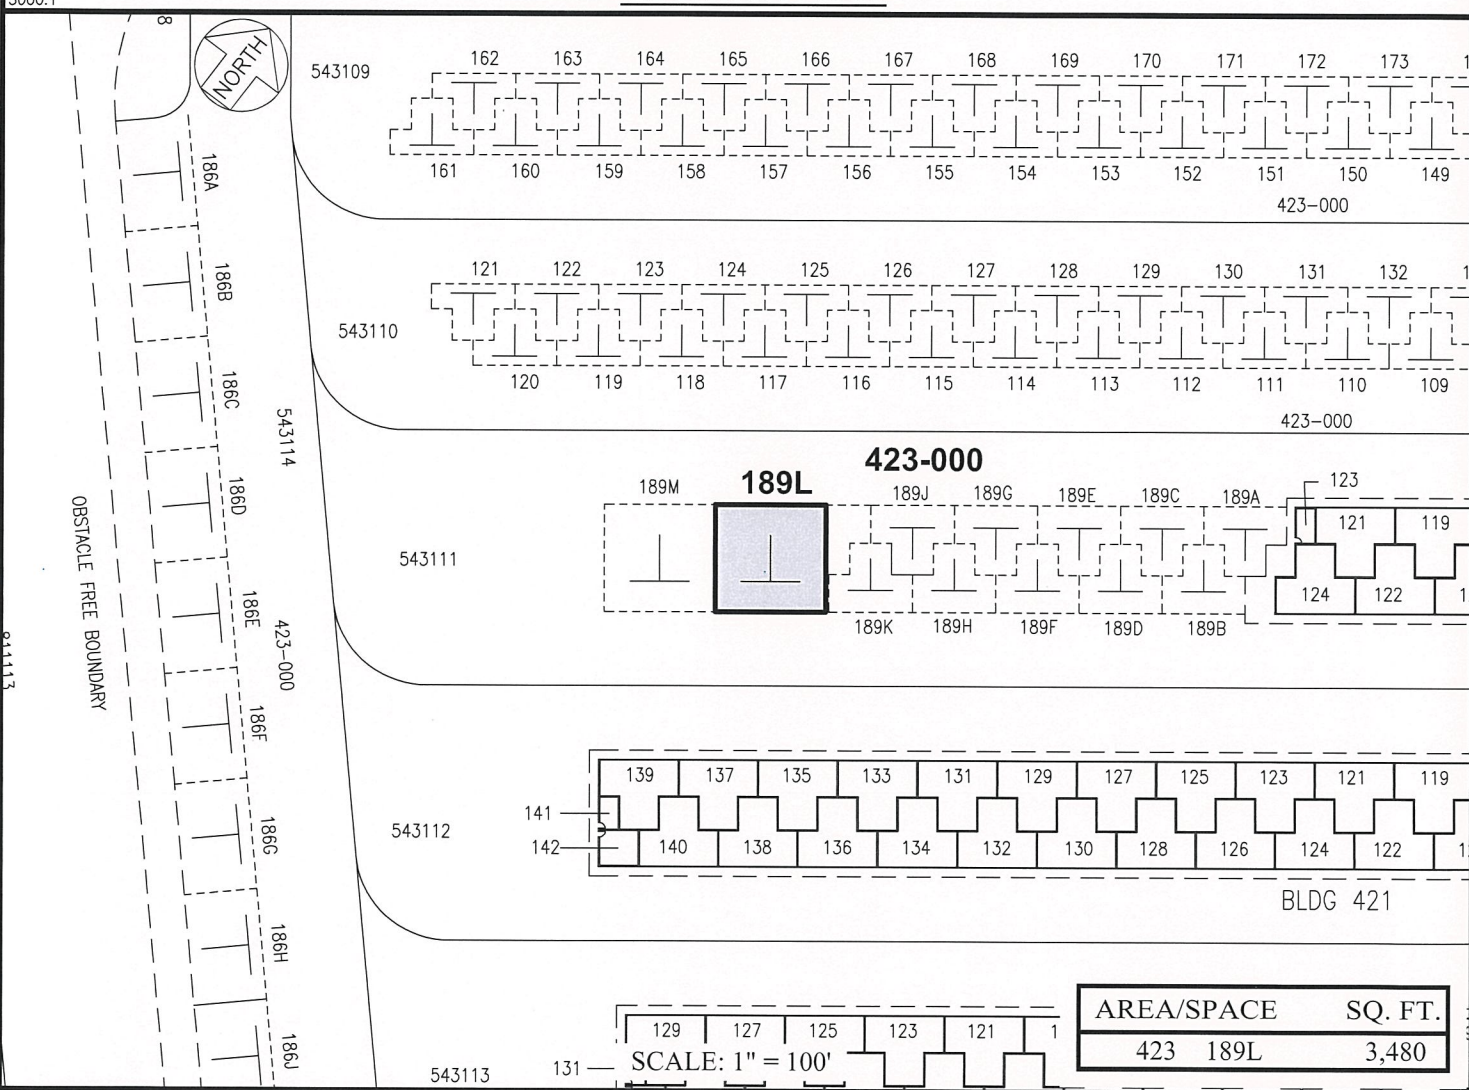 NORTH
543109
162 163 164 165 166 167 168 169 170 171 172 173
161 160 159 158 157 156 155 154 153 152 151 150 149
423-000
186A
186B
186C
186D
186E
186F
186G
186H
186J
543114
423-000
OBSTACLE FREE BOUNDARY
811113
543110
121 122 123 124 125 126 127 128 129 130 131 132
120 119 118 117 116 115 114 113 112 111 110 109
423-000
423-000
543111
189M 189L 189J 189G 189E 189C 189A
123
121 119
124 122
189K 189H 189F 189D 189B
543112
139 137 135 133 131 129 127 125 123 121 119
141
142
140 138 136 134 132 130 128 126 124 122
BLDG 421
543113
129 127 125 123 121
131
SCALE: 1" = 100'
AREA/SPACE SQ. FT.
423 189L 3,480